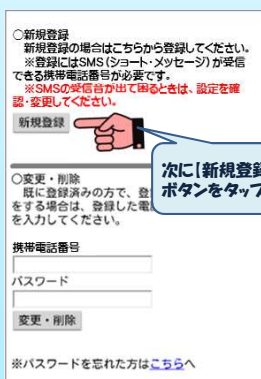 ○新規登録
新規登録の場合はこちらから登録してください。
※登録にはSMS(ショート・メッセージ)が受信
できる携帯電話番号が必要です。
※SMSの受信音が出て困るときは、設定を確
認・変更してください。
新規登録
次に【新規登録
ボタンをタップ
○変更・削除
既に登録済みの方で、登
をする場合は、登録した電
を入力してください。
携帯電話番号
パスワード
変更・削除
※パスワードを忘れた方はこちらへ